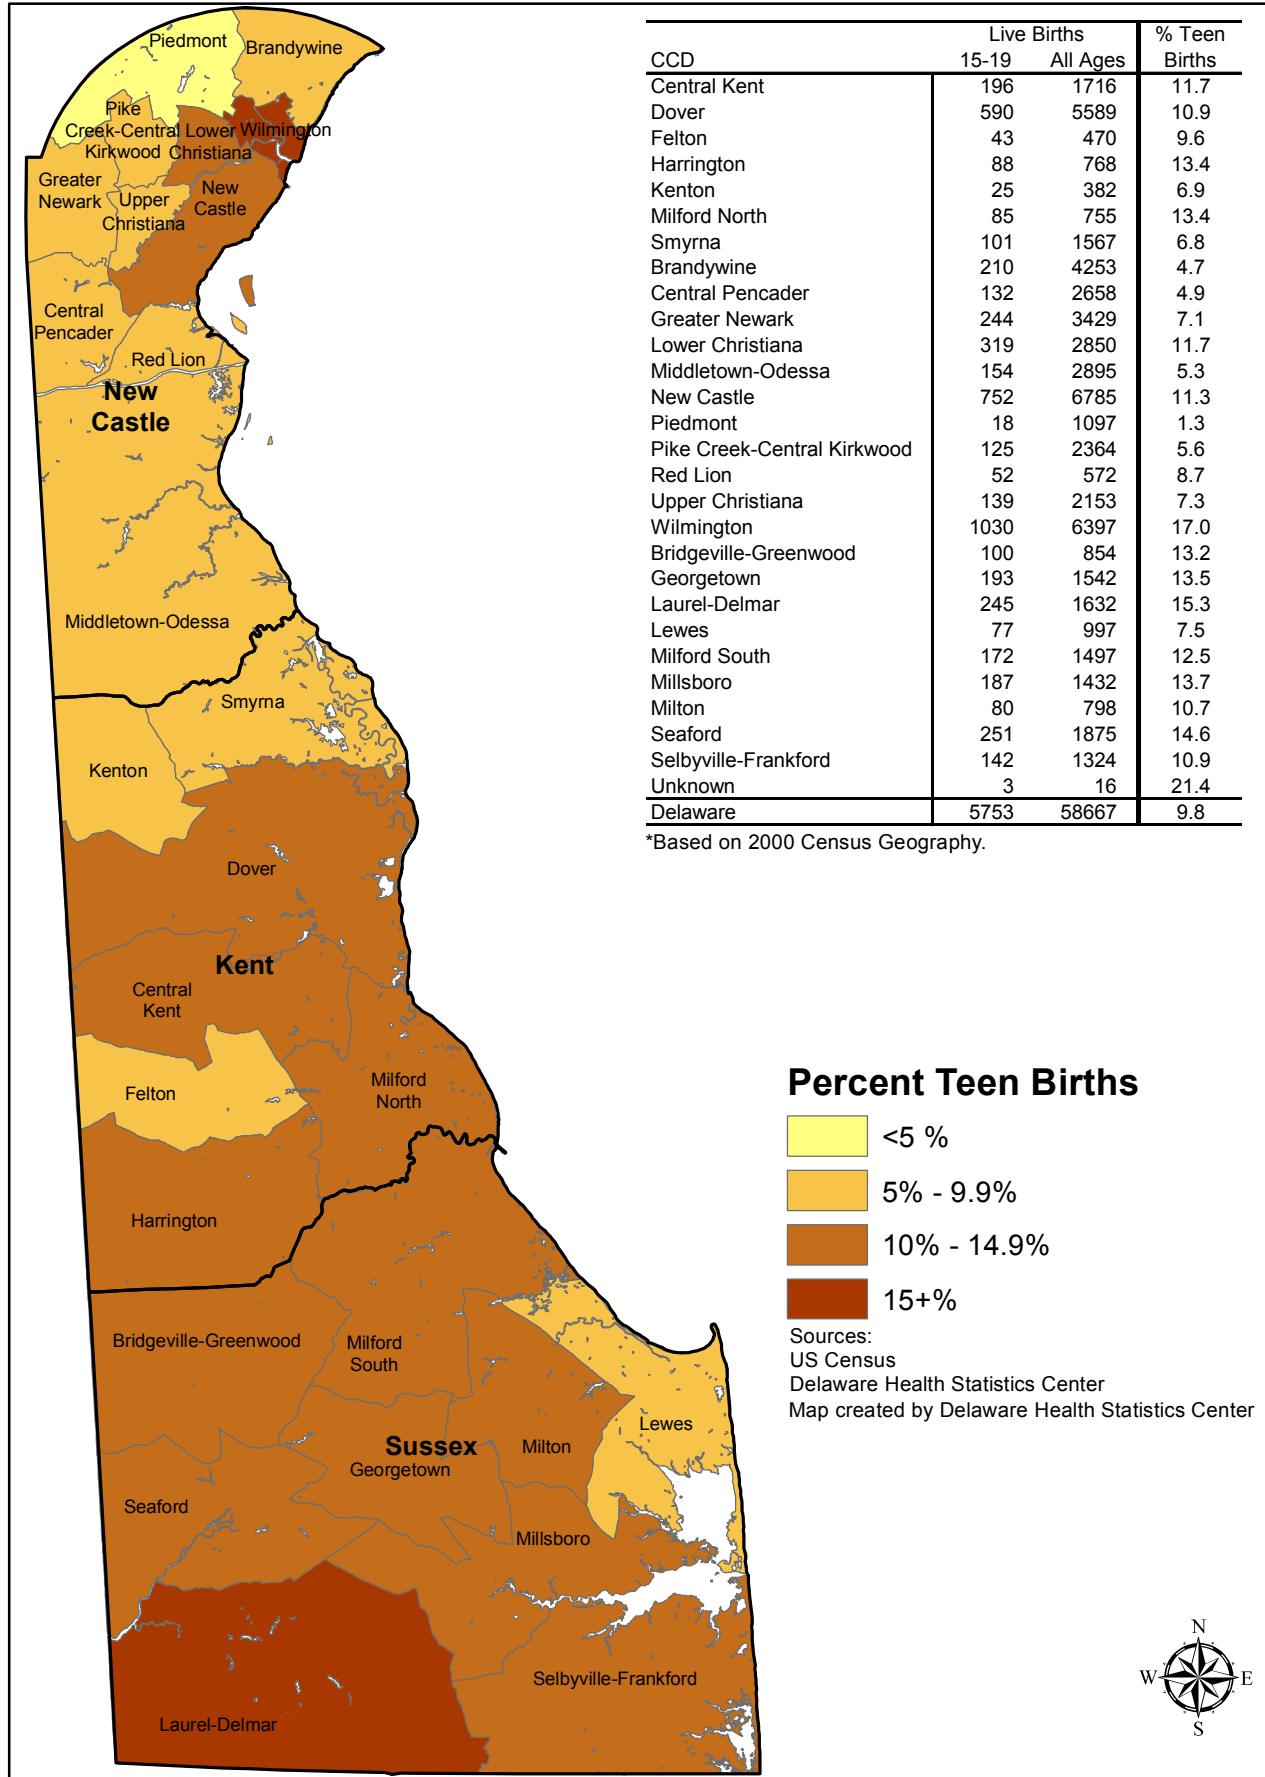 Piedmont
Brandywine
Pike
Creek-Central
Kirkwood
Lower
Christiana
Wilmington
Greater
Newark
Upper
Christiana
New
Castle
Central
Pencader
Red Lion
New
Castle
Middletown-Odessa
Smyrna
Kenton
Dover
Kent
Central
Kent
Felton
Milford
North
Harrington
Bridgeville-Greenwood
Milford
South
Lewes
Milton
Sussex
Georgetown
Seaford
Millsboro
Selbyville-Frankford
Laurel-Delmar
Live Births % Teen
CCD 15-19 All Ages Births
Central Kent 196 1716 11.7
Dover 590 5589 10.9
Felton 43 470 9.6
Harrington 88 768 13.4
Kenton 25 382 6.9
Milford North 85 755 13.4
Smyrna 101 1567 6.8
Brandywine 210 4253 4.7
Central Pencader 132 2658 4.9
Greater Newark 244 3429 7.1
Lower Christiana 319 2850 11.7
Middletown-Odessa 154 2895 5.3
New Castle 752 6785 11.3
Piedmont 18 1097 1.3
Pike Creek-Central Kirkwood 125 2364 5.6
Red Lion 52 572 8.7
Upper Christiana 139 2153 7.3
Wilmington 1030 6397 17.0
Bridgeville-Greenwood 100 854 13.2
Georgetown 193 1542 13.5
Laurel-Delmar 245 1632 15.3
Lewes 77 997 7.5
Milford South 172 1497 12.5
Millsboro 187 1432 13.7
Milton 80 798 10.7
Seaford 251 1875 14.6
Selbyville-Frankford 142 1324 10.9
Unknown 3 16 21.4
Delaware 5753 58667 9.8
*Based on 2000 Census Geography.
Percent Teen Births
<5 %
5% - 9.9%
10% - 14.9%
15+%
Sources:
US Census
Delaware Health Statistics Center
Map created by Delaware Health Statistics Center
N
W E
S